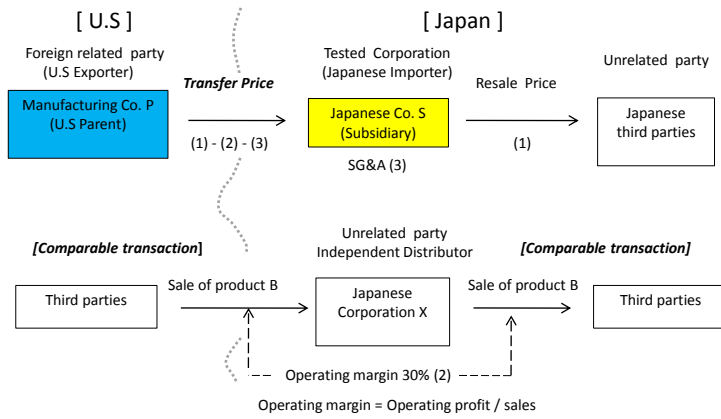 [ U.S ]
[ Japan ]
Foreign related party
(U.S Exporter)
Tested Corporation
(Japanese Importer)
Unrelated party
Transfer Price
Resale Price
Manufacturing Co. P
(U.S Parent)
Japanese Co. S
(Subsidiary)
Japanese
third parties
(1) - (2) - (3)
(1)
SG&A (3)
Unrelated party
Independent Distributor
[Comparable transaction]
[Comparable transaction]
Sale of product B
Sale of product B
Third parties
Japanese
Corporation X
Third parties
Operating margin 30% (2)
Operating margin = Operating profit / sales